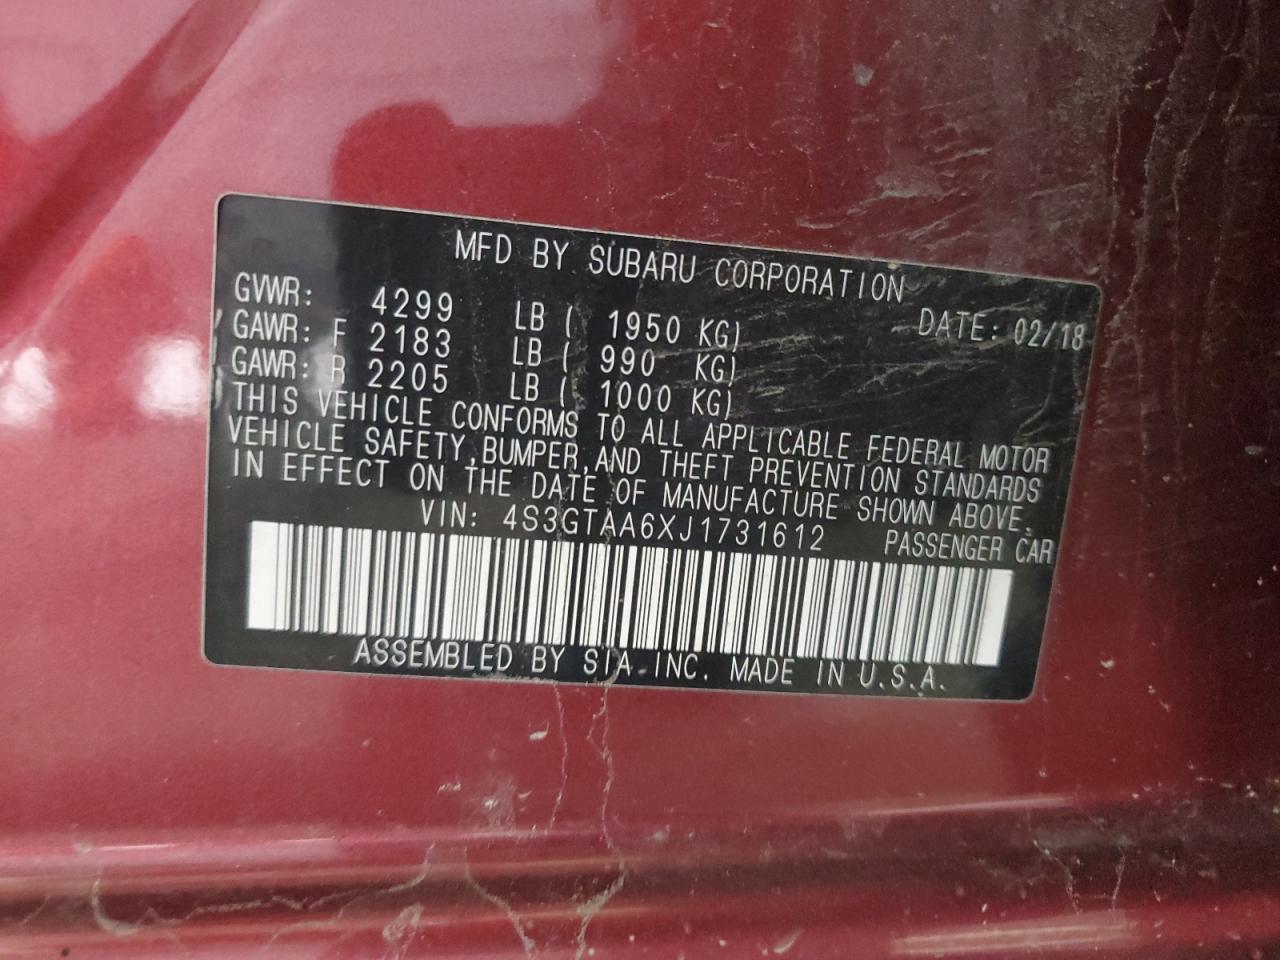 MFD BY SUBARU CORPORATION
GVWR: 4299 LB ( 1950 KG) DATE: 02/18
GAWR: F 2183 LB ( 990 KG)
GAWR: R 2205 LB ( 1000 KG)
THIS VEHICLE CONFORMS TO ALL APPLICABLE FEDERAL MOTOR
VEHICLE SAFETY,BUMPER,AND THEFT PREVENTION STANDARDS
IN EFFECT ON THE DATE OF MANUFACTURE SHOWN ABOVE.
VIN: 4S3GTAA6XJ1731612 PASSENGER CAR
ASSEMBLED BY SIA INC. MADE IN U.S.A.